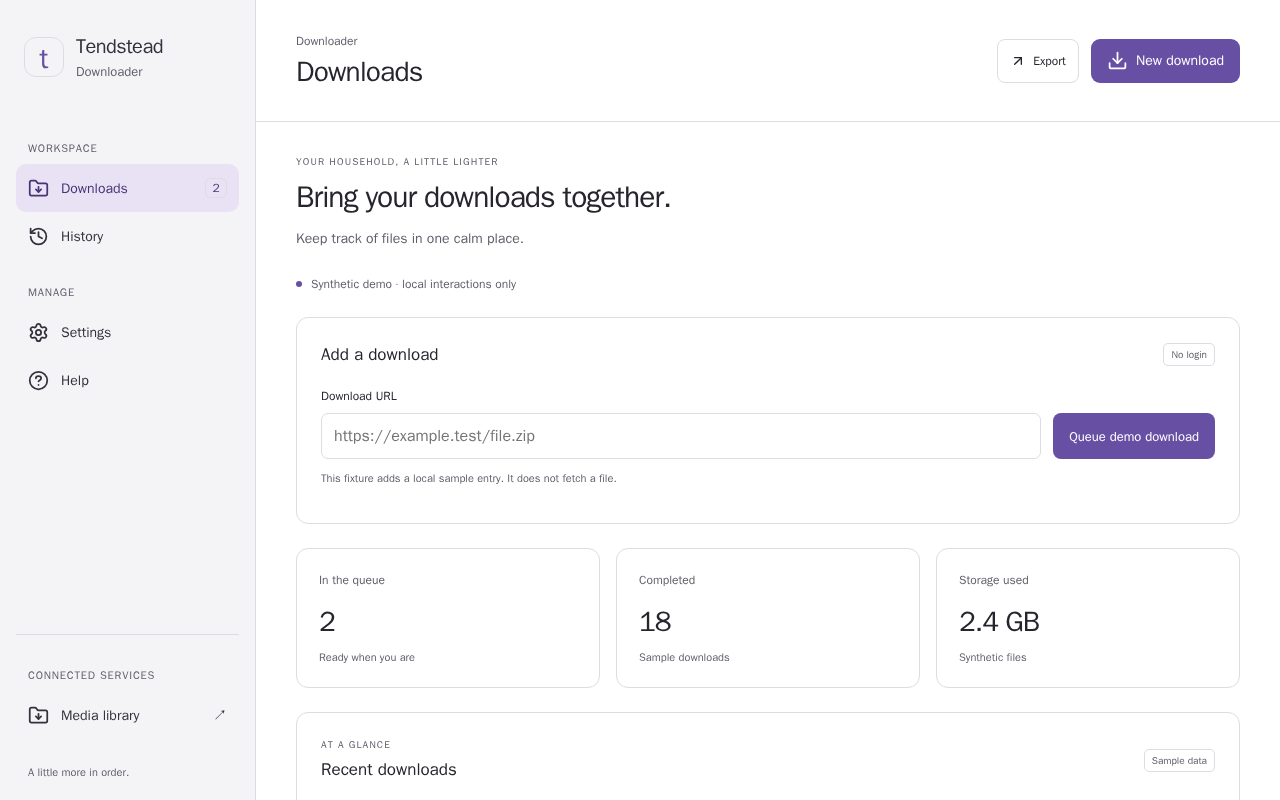 t
Tendstead
Downloader
WORKSPACE
Downloads
2
History
MANAGE
Settings
Help
CONNECTED SERVICES
Media library
A little more in order.
Downloader
Downloads
Export
New download
YOUR HOUSEHOLD, A LITTLE LIGHTER
Bring your downloads together.
Keep track of files in one calm place.
Synthetic demo · local interactions only
Add a download
No login
Download URL
https://example.test/file.zip
Queue demo download
This fixture adds a local sample entry. It does not fetch a file.
In the queue
2
Ready when you are
Completed
18
Sample downloads
Storage used
2.4 GB
Synthetic files
AT A GLANCE
Recent downloads
Sample data